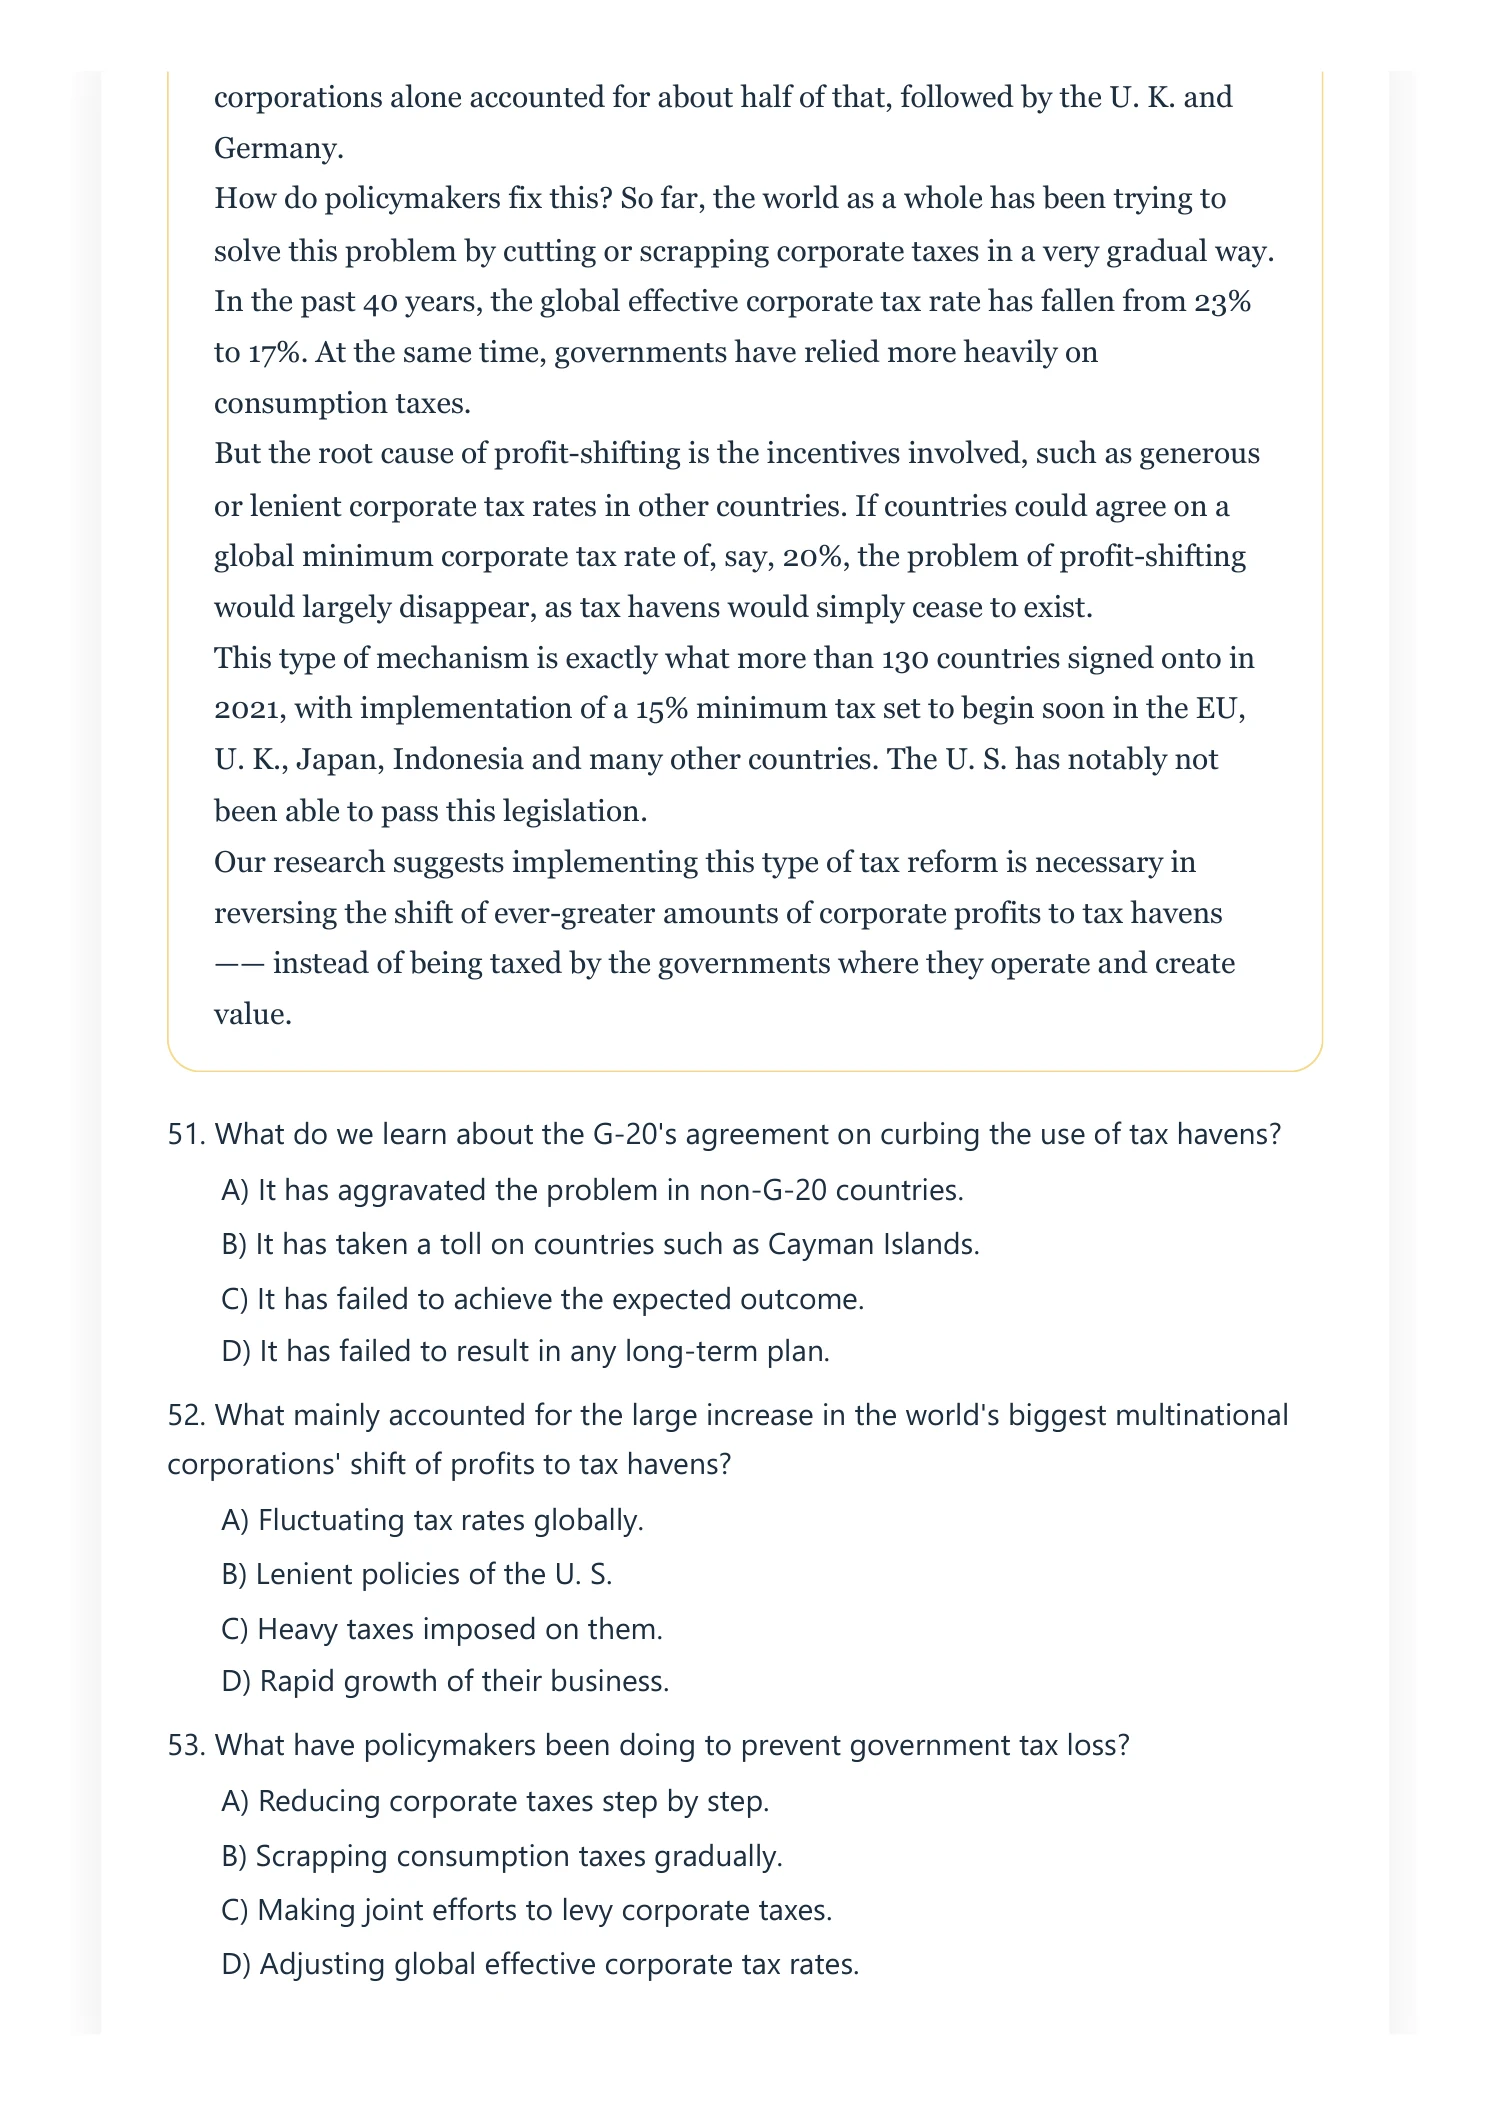 corporations alone accounted for about half of that, followed by the U. K. and
Germany.
How do policymakers fix this? So far, the world as a whole has been trying to
solve this problem by cutting or scrapping corporate taxes in a very gradual way.
In the past 40 years, the global effective corporate tax rate has fallen from 23%
to 17%. At the same time, governments have relied more heavily on
consumption taxes.
But the root cause of profit-shifting is the incentives involved, such as generous
or lenient corporate tax rates in other countries. If countries could agree on a
global minimum corporate tax rate of, say, 20%, the problem of profit-shifting
would largely disappear, as tax havens would simply cease to exist.
This type of mechanism is exactly what more than 130 countries signed onto in
2021, with implementation of a 15% minimum tax set to begin soon in the EU,
U. K., Japan, Indonesia and many other countries. The U. S. has notably not
been able to pass this legislation.
Our research suggests implementing this type of tax reform is necessary in
reversing the shift of ever-greater amounts of corporate profits to tax havens
—— instead of being taxed by the governments where they operate and create
value.
51. What do we learn about the G-20's agreement on curbing the use of tax havens?
A) It has aggravated the problem in non-G-20 countries.
B) It has taken a toll on countries such as Cayman Islands.
C) It has failed to achieve the expected outcome.
D) It has failed to result in any long-term plan.
52. What mainly accounted for the large increase in the world's biggest multinational
corporations' shift of profits to tax havens?
A) Fluctuating tax rates globally.
B) Lenient policies of the U. S.
C) Heavy taxes imposed on them.
D) Rapid growth of their business.
53. What have policymakers been doing to prevent government tax loss?
A) Reducing corporate taxes step by step.
B) Scrapping consumption taxes gradually.
C) Making joint efforts to levy corporate taxes.
D) Adjusting global effective corporate tax rates.